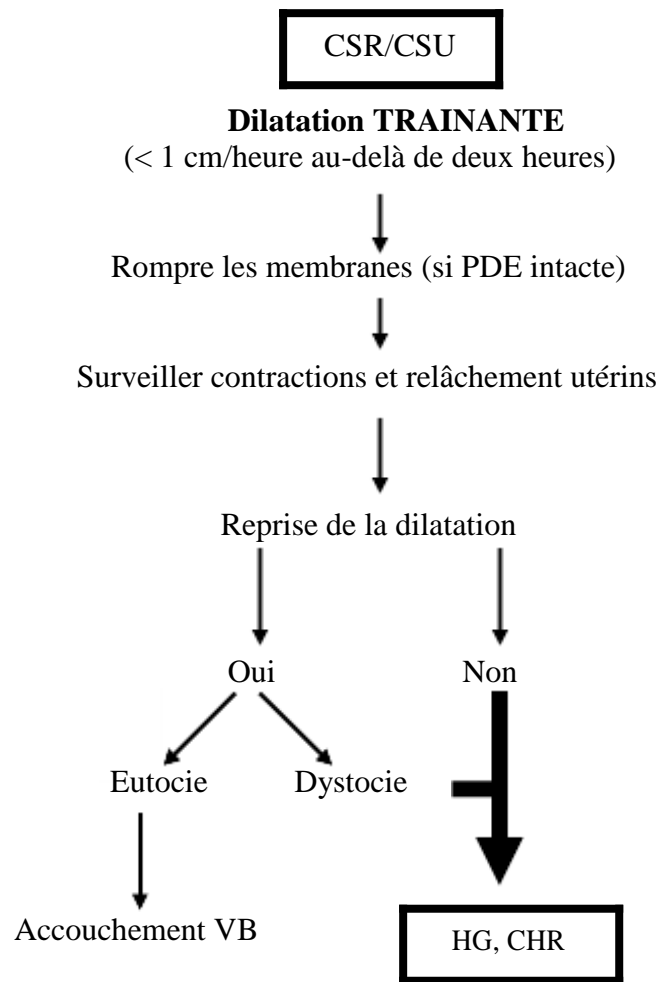 CSR/CSU
Dilatation TRAINANTE
(< 1 cm/heure au-delà de deux heures)
Rompre les membranes (si PDE intacte)
Surveiller contractions et relâchement utérins
Reprise de la dilatation
Oui
Non
Eutocie
Dystocie
Accouchement VB
HG, CHR